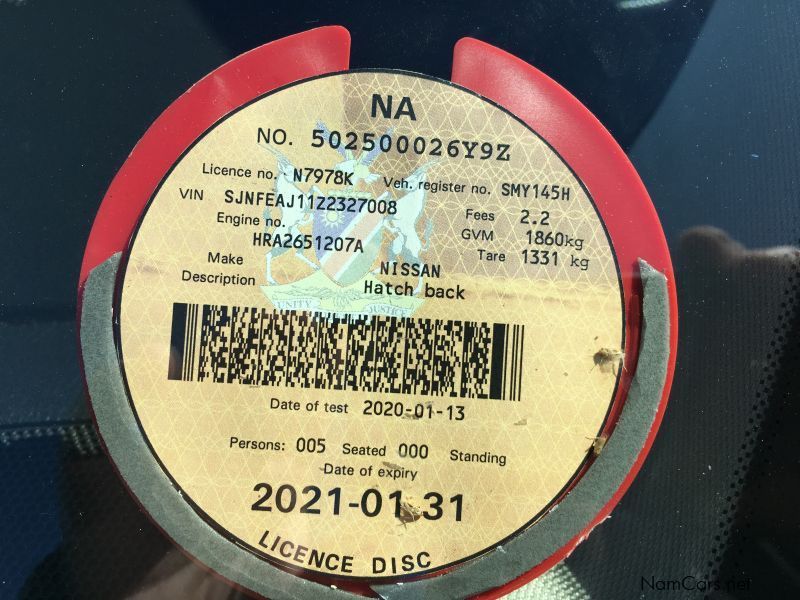 NA
NO. 502500026Y9Z
Licence no. N7978K Veh. register no. SMY145H
VIN SJNFEAJ11Z2327008 Fees 2.2
Engine no. GVM 1860kg
HRA2651207A Tare 1331 kg
Make NISSAN
Description Hatch back
UNITY JUSTICE
Date of test 2020-01-13
Persons: 005 Seated 000 Standing
Date of expiry
2021-01-31
LICENCE DISC
NamCars.net